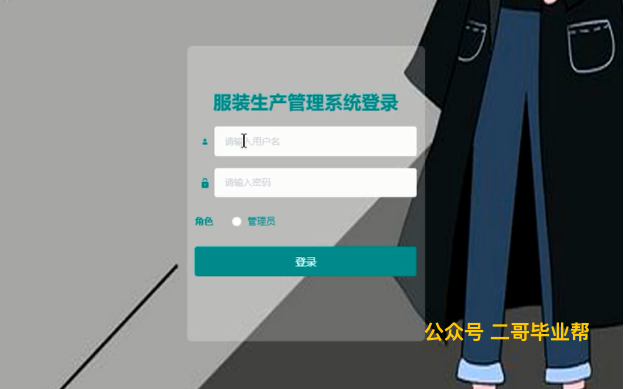 服装生产管理系统登录
请输入用户名
请输入密码
角色 管理员
登录
公众号 二哥毕业帮